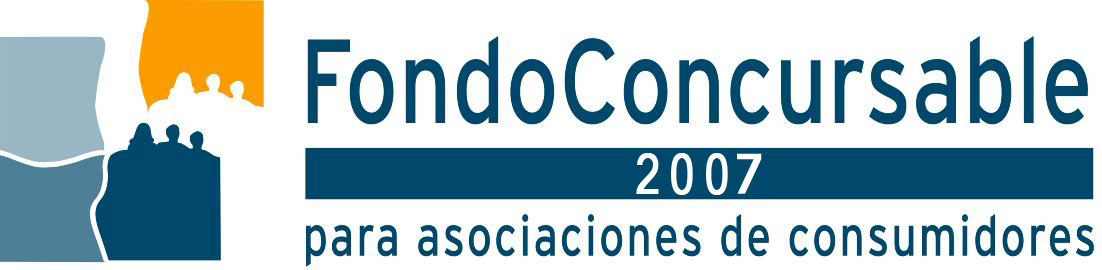 FondoConcursable
2007
para asociaciones de consumidores